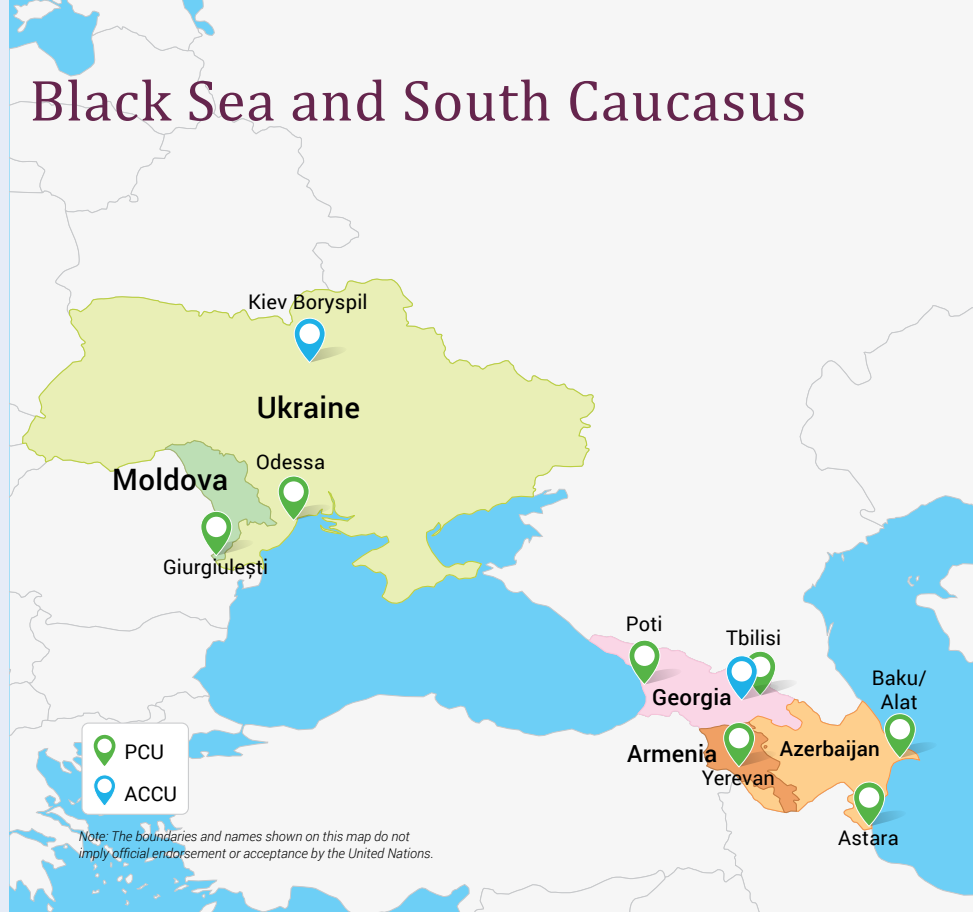 Black Sea and South Caucasus
Kiev Boryspil
Ukraine
Odessa
Moldova
Giurgiulești
Poti
Tbilisi
Georgia
Baku/
Alat
Armenia
Azerbaijan
Yerevan
Astara
PCU
ACCU
Note: The boundaries and names shown on this map do not
imply official endorsement or acceptance by the United Nations.